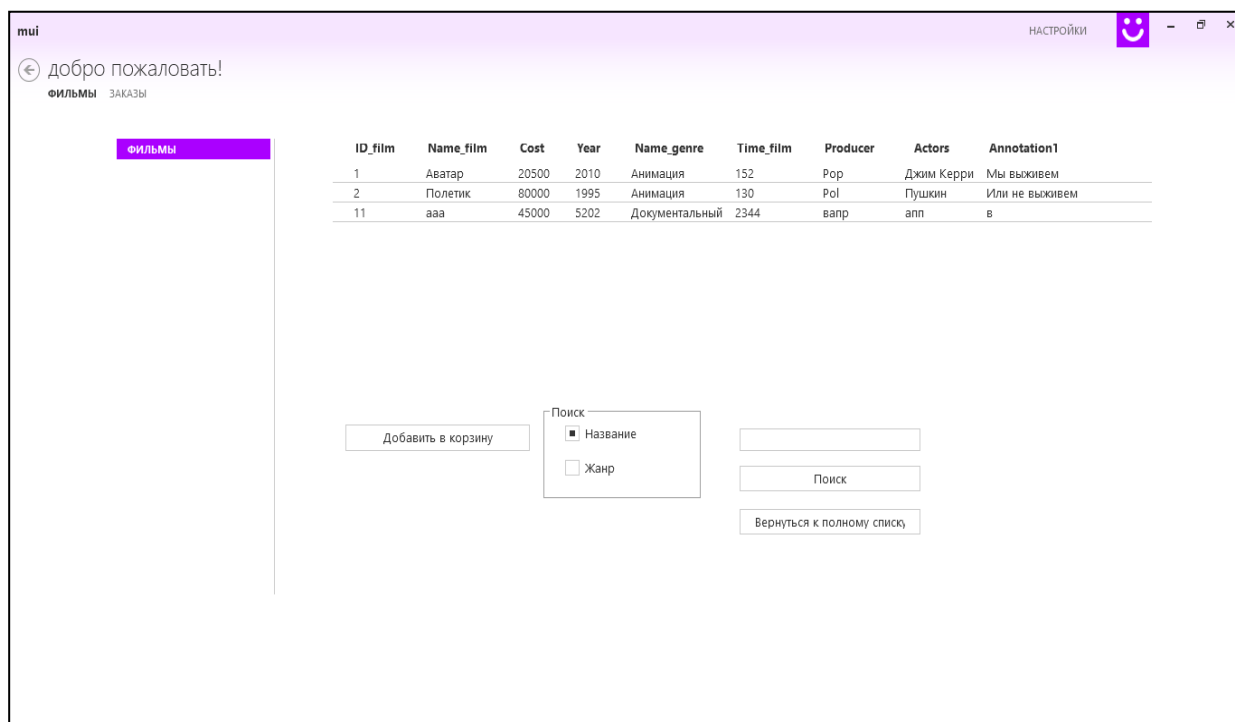 mui
НАСТРОЙКИ
добро пожаловать!
ФИЛЬМЫ ЗАКАЗЫ
ФИЛЬМЫ
ID_film Name_film Cost Year Name_genre Time_film Producer Actors Annotation1
1 Аватар 20500 2010 Анимация 152 Pop Джим Керри Мы выживем
2 Полетик 80000 1995 Анимация 130 Pol Пушкин Или не выживем
11 ааа 45000 5202 Документальный 2344 вапр апп в
Поиск
Добавить в корзину
Название
Жанр
Поиск
Вернуться к полному списку